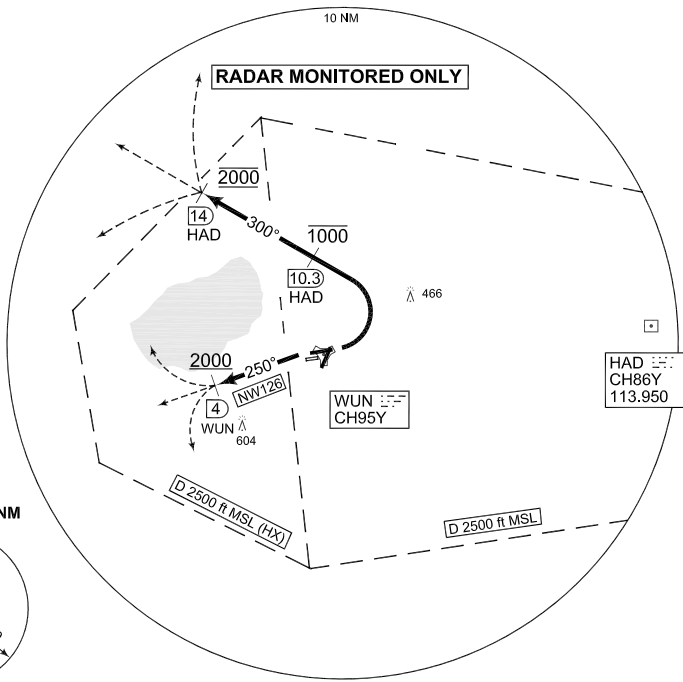 10 NM
RADAR MONITORED ONLY
2000
14
HAD
300°
1000
10.3
HAD
466
HAD
CH86Y
113.950
2000
250°
NW126
4
WUN
604
WUN
CH95Y
D 2500 ft MSL (HX)
D 2500 ft MSL
NM